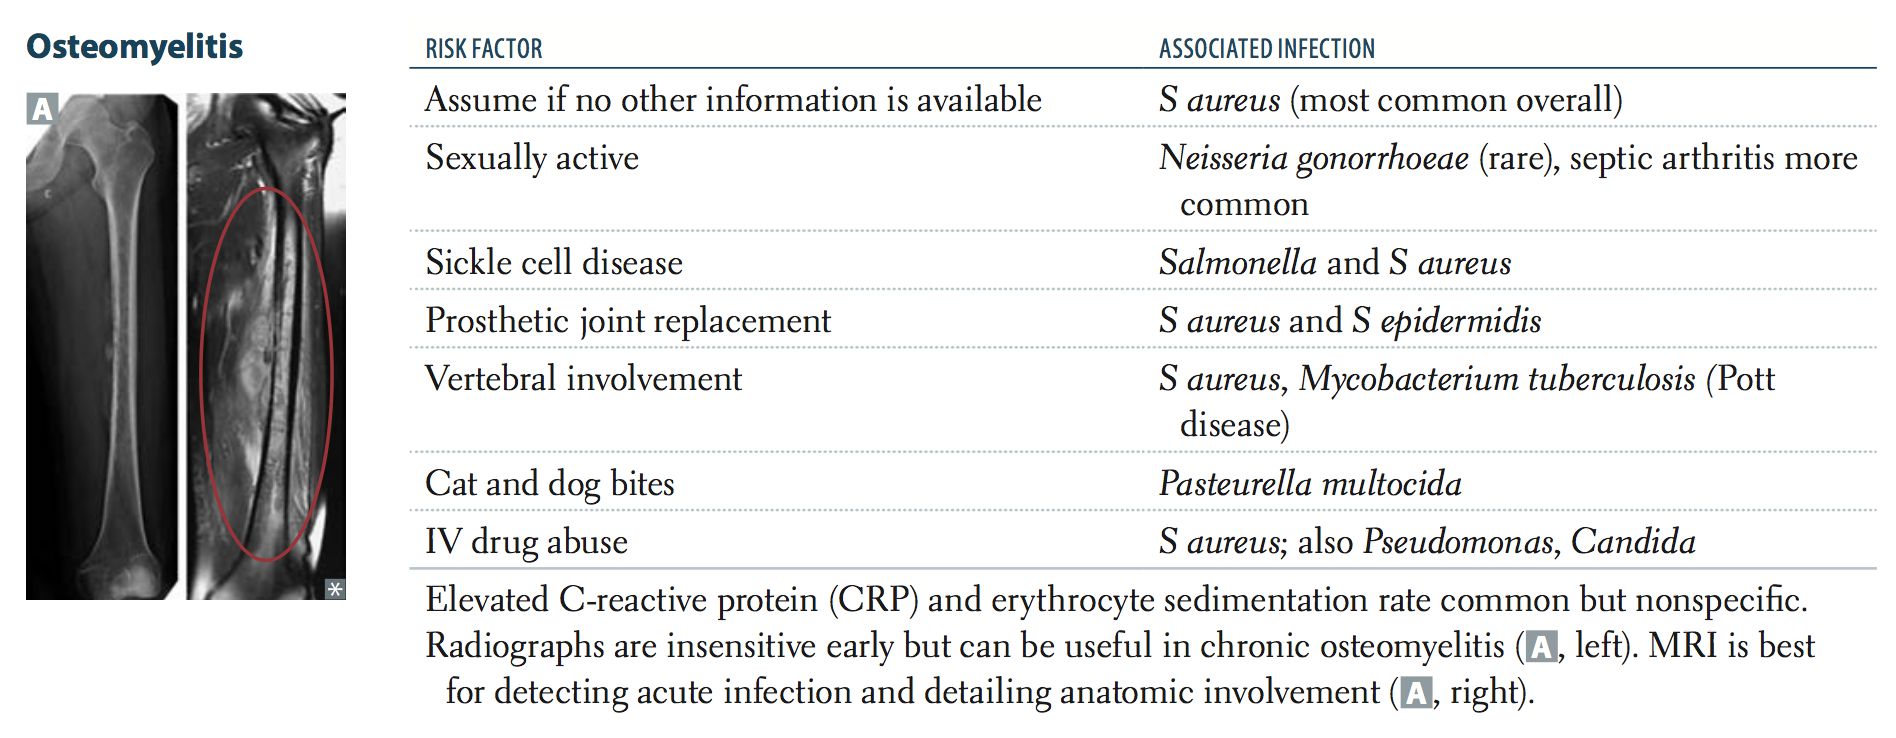 Osteomyelitis
A
RISK FACTOR ASSOCIATED INFECTION
Assume if no other information is available S aureus (most common overall)
Sexually active Neisseria gonorrhoeae (rare), septic arthritis more
common
Sickle cell disease Salmonella and S aureus
Prosthetic joint replacement S aureus and S epidermidis
Vertebral involvement S aureus, Mycobacterium tuberculosis (Pott
disease)
Cat and dog bites Pasteurella multocida
IV drug abuse S aureus; also Pseudomonas, Candida
*
Elevated C-reactive protein (CRP) and erythrocyte sedimentation rate common but nonspecific.
Radiographs are insensitive early but can be useful in chronic osteomyelitis (A, left). MRI is best
for detecting acute infection and detailing anatomic involvement (A, right).